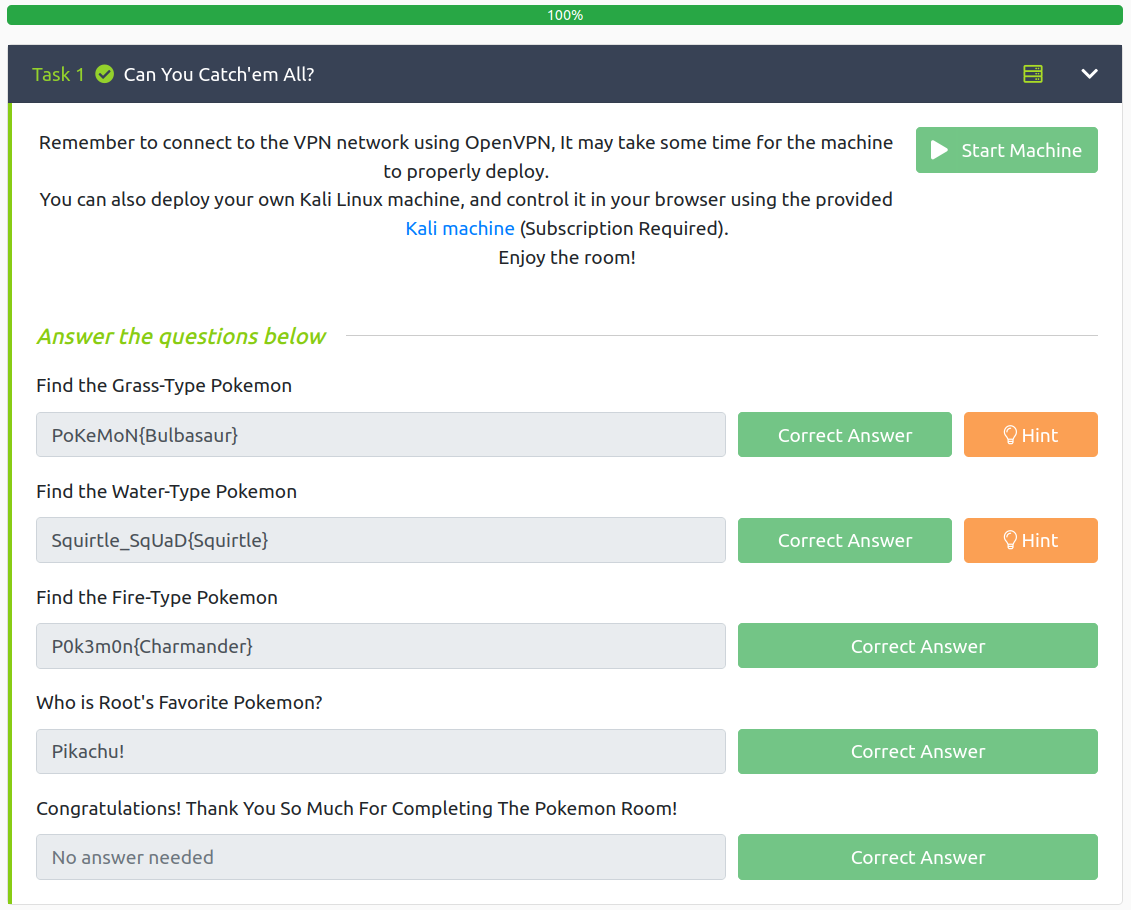 100%
Task 1 Can You Catch'em All?
Remember to connect to the VPN network using OpenVPN, It may take some time for the machine
to properly deploy.
You can also deploy your own Kali Linux machine, and control it in your browser using the provided
Kali machine (Subscription Required).
Enjoy the room!
Start Machine
Answer the questions below
Find the Grass-Type Pokemon
PoKeMoN{Bulbasaur} Correct Answer Hint
Find the Water-Type Pokemon
Squirtle_SqUaD{Squirtle} Correct Answer Hint
Find the Fire-Type Pokemon
P0k3m0n{Charmander} Correct Answer
Who is Root's Favorite Pokemon?
Pikachu! Correct Answer
Congratulations! Thank You So Much For Completing The Pokemon Room!
No answer needed Correct Answer